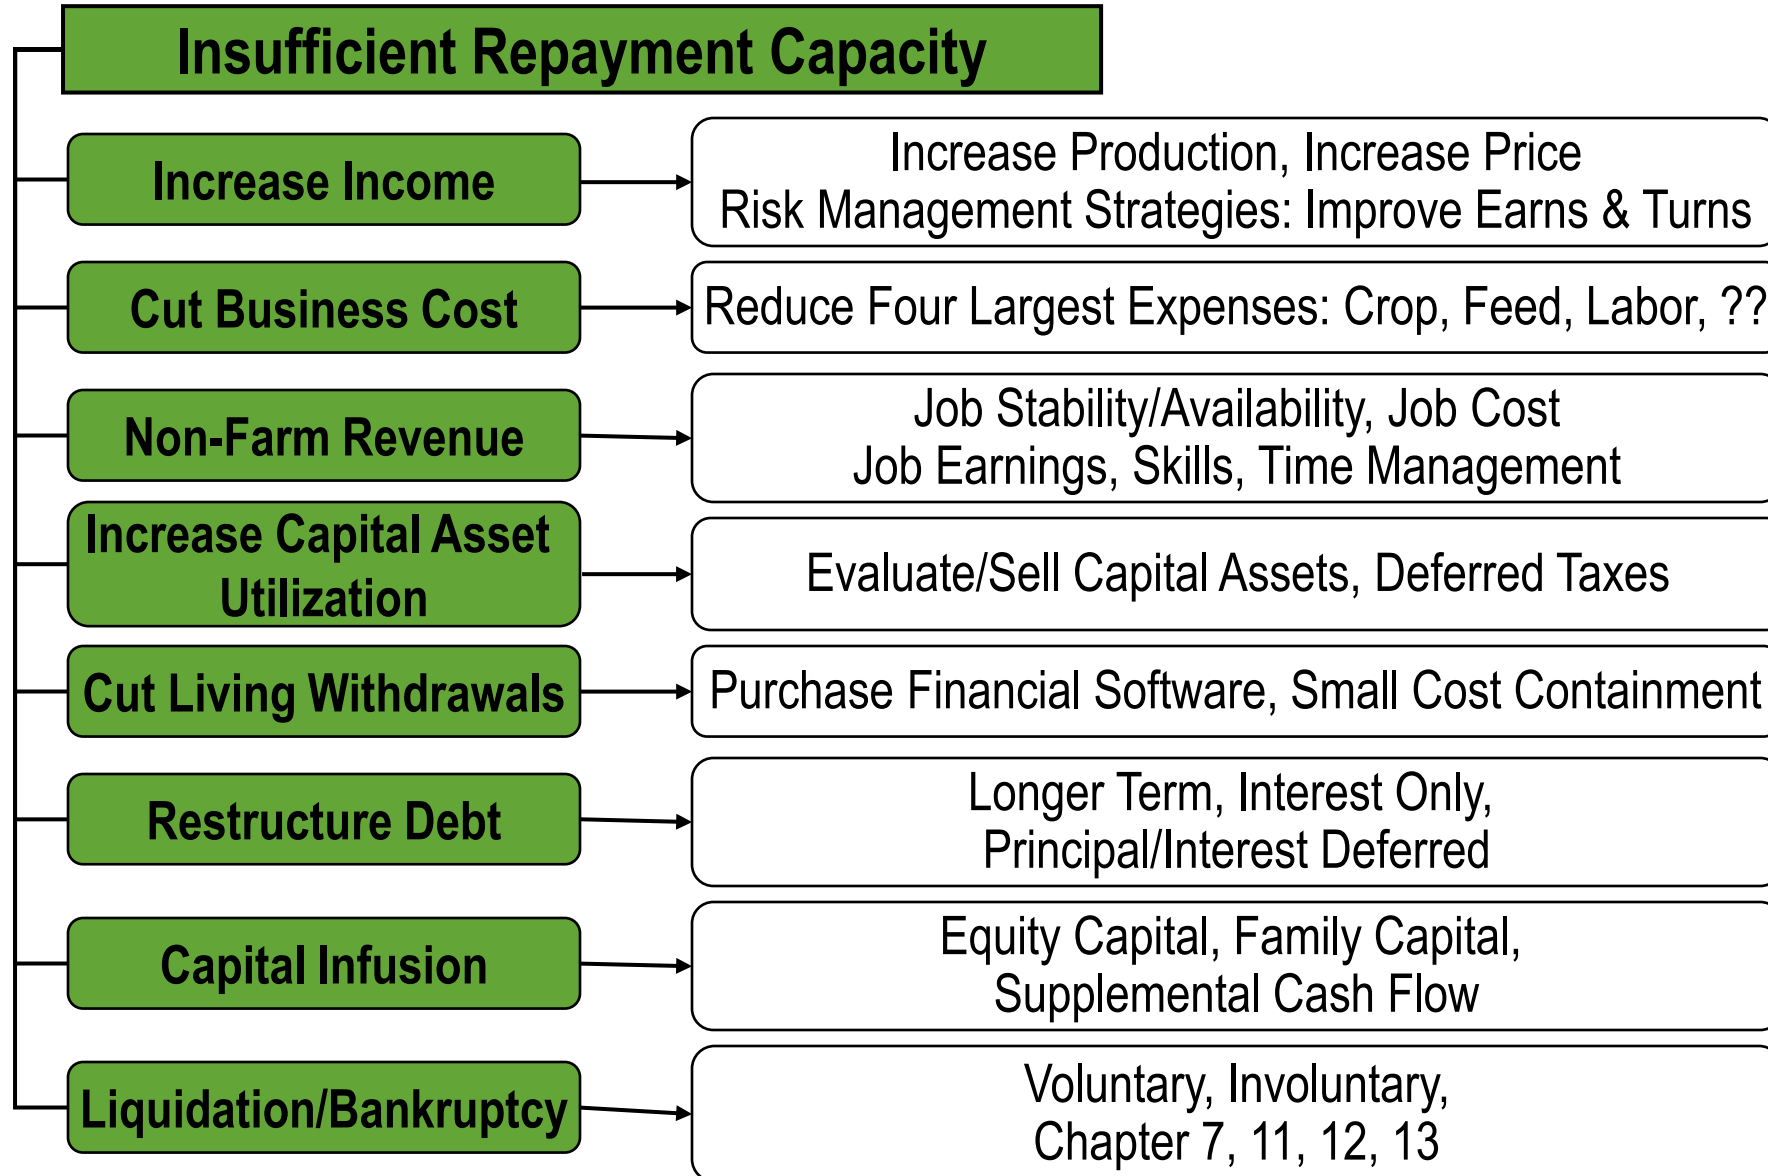 Insufficient Repayment Capacity
Increase Income
Increase Production, Increase Price
Risk Management Strategies: Improve Earns & Turns
Cut Business Cost
Reduce Four Largest Expenses: Crop, Feed, Labor, ??
Non-Farm Revenue
Job Stability/Availability, Job Cost
Job Earnings, Skills, Time Management
Increase Capital Asset
Utilization
Evaluate/Sell Capital Assets, Deferred Taxes
Cut Living Withdrawals
Purchase Financial Software, Small Cost Containment
Restructure Debt
Longer Term, Interest Only,
Principal/Interest Deferred
Capital Infusion
Equity Capital, Family Capital,
Supplemental Cash Flow
Liquidation/Bankruptcy
Voluntary, Involuntary,
Chapter 7, 11, 12, 13